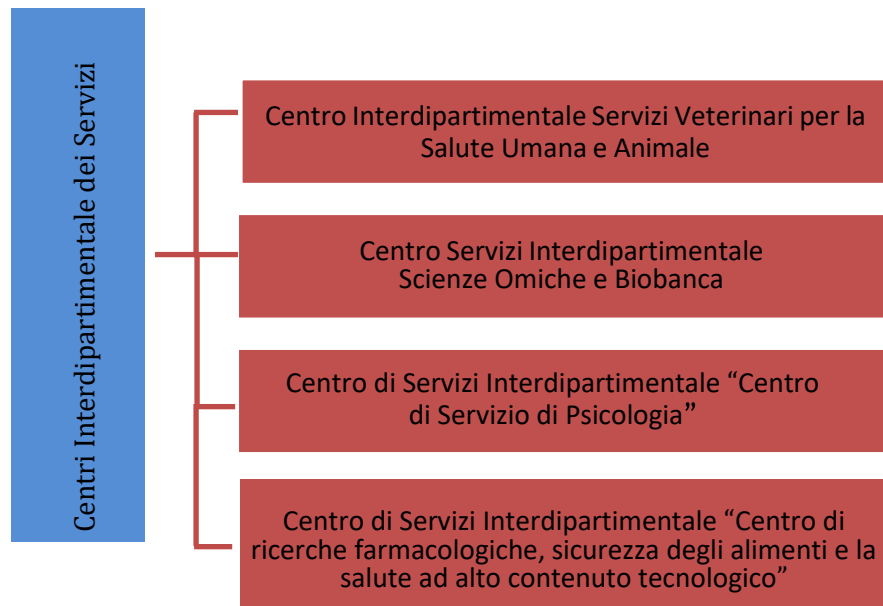 Centri Interdipartimentale dei Servizi
Centro Interdipartimentale Servizi Veterinari per la
Salute Umana e Animale
Centro Servizi Interdipartimentale
Scienze Omiche e Biobanca
Centro di Servizi Interdipartimentale “Centro
di Servizio di Psicologia”
Centro di Servizi Interdipartimentale “Centro di
ricerche farmacologiche, sicurezza degli alimenti e la
salute ad alto contenuto tecnologico”